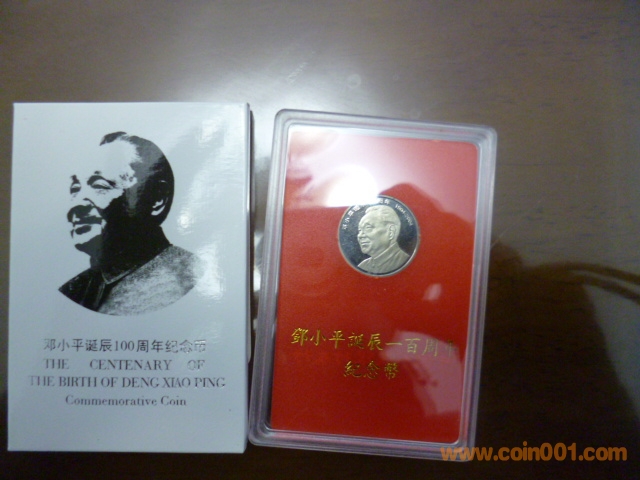 邓小平诞辰100周年纪念币
THE CENTENARY OF
THE BIRTH OF DENG XIAO PING
Commemorative Coin
鄧小平誕辰一百周年
紀念幣
www.coin001.com